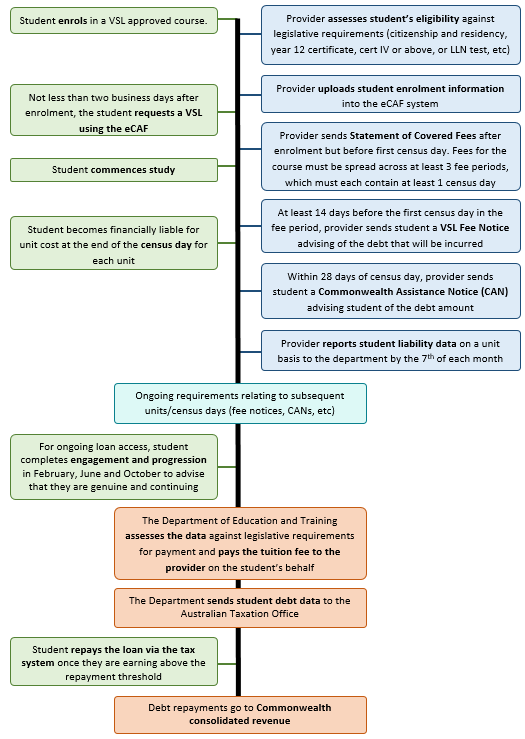 Student enrols in a VSL approved course.
Provider assesses student's eligibility against
legislative requirements (citizenship and residency,
year 12 certificate, cert IV or above, or LLN test, etc)
Provider uploads student enrolment information
into the eCAF system
Not less than two business days after
enrolment, the student requests a VSL
using the eCAF
Provider sends Statement of Covered Fees after
enrolment but before first census day. Fees for the
course must be spread across at least 3 fee periods,
which must each contain at least 1 census day
Student commences study
At least 14 days before the first census day in the
fee period, provider sends student a VSL Fee Notice
advising of the debt that will be incurred
Student becomes financially liable for
unit cost at the end of the census day for
each unit
Within 28 days of census day, provider sends
student a Commonwealth Assistance Notice (CAN)
advising student of the debt amount
Provider reports student liability data on a unit
basis to the department by the 7th of each month
Ongoing requirements relating to subsequent
units/census days (fee notices, CANs, etc)
For ongoing loan access, student
completes engagement and progression
in February, June and October to advise
that they are genuine and continuing
The Department of Education and Training
assesses the data against legislative requirements
for payment and pays the tuition fee to the
provider on the student's behalf
The Department sends student debt data to the
Australian Taxation Office
Student repays the loan via the tax
system once they are earning above the
repayment threshold
Debt repayments go to Commonwealth
consolidated revenue